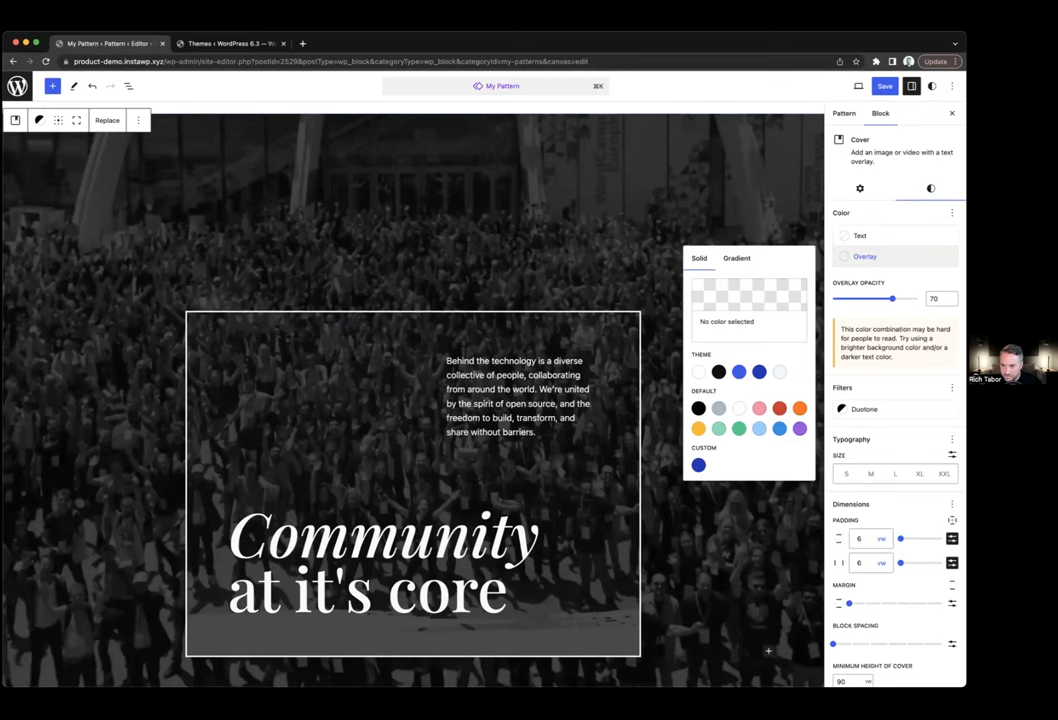 My Pattern ‹ Pattern ‹ Editor ‹
Themes ‹ WordPress 6.3 — Wo
product-demo.instawp.xyz/wp-admin/site-editor.php?postId=2529&postType=wp_block&categoryType=wp_block&categoryId=my-patterns&canvas=edit
Update
My Pattern
⌘K
Save
Replace
Pattern
Block
Cover
Add an image or video with a text
overlay.
Color
Text
Overlay
OVERLAY OPACITY
70
This color combination may be hard
for people to read. Try using a
brighter background color and/or a
darker text color.
Filters
Duotone
Typography
SIZE
S M L XL XXL
Dimensions
PADDING
6 VW
6 VW
MARGIN
BLOCK SPACING
MINIMUM HEIGHT OF COVER
90 VW
Solid
Gradient
No color selected
THEME
DEFAULT
CUSTOM
Behind the technology is a diverse
collective of people, collaborating
from around the world. We're united
by the spirit of open source, and the
freedom to build, transform, and
share without barriers.
Community
at it's core
Rich Tabor